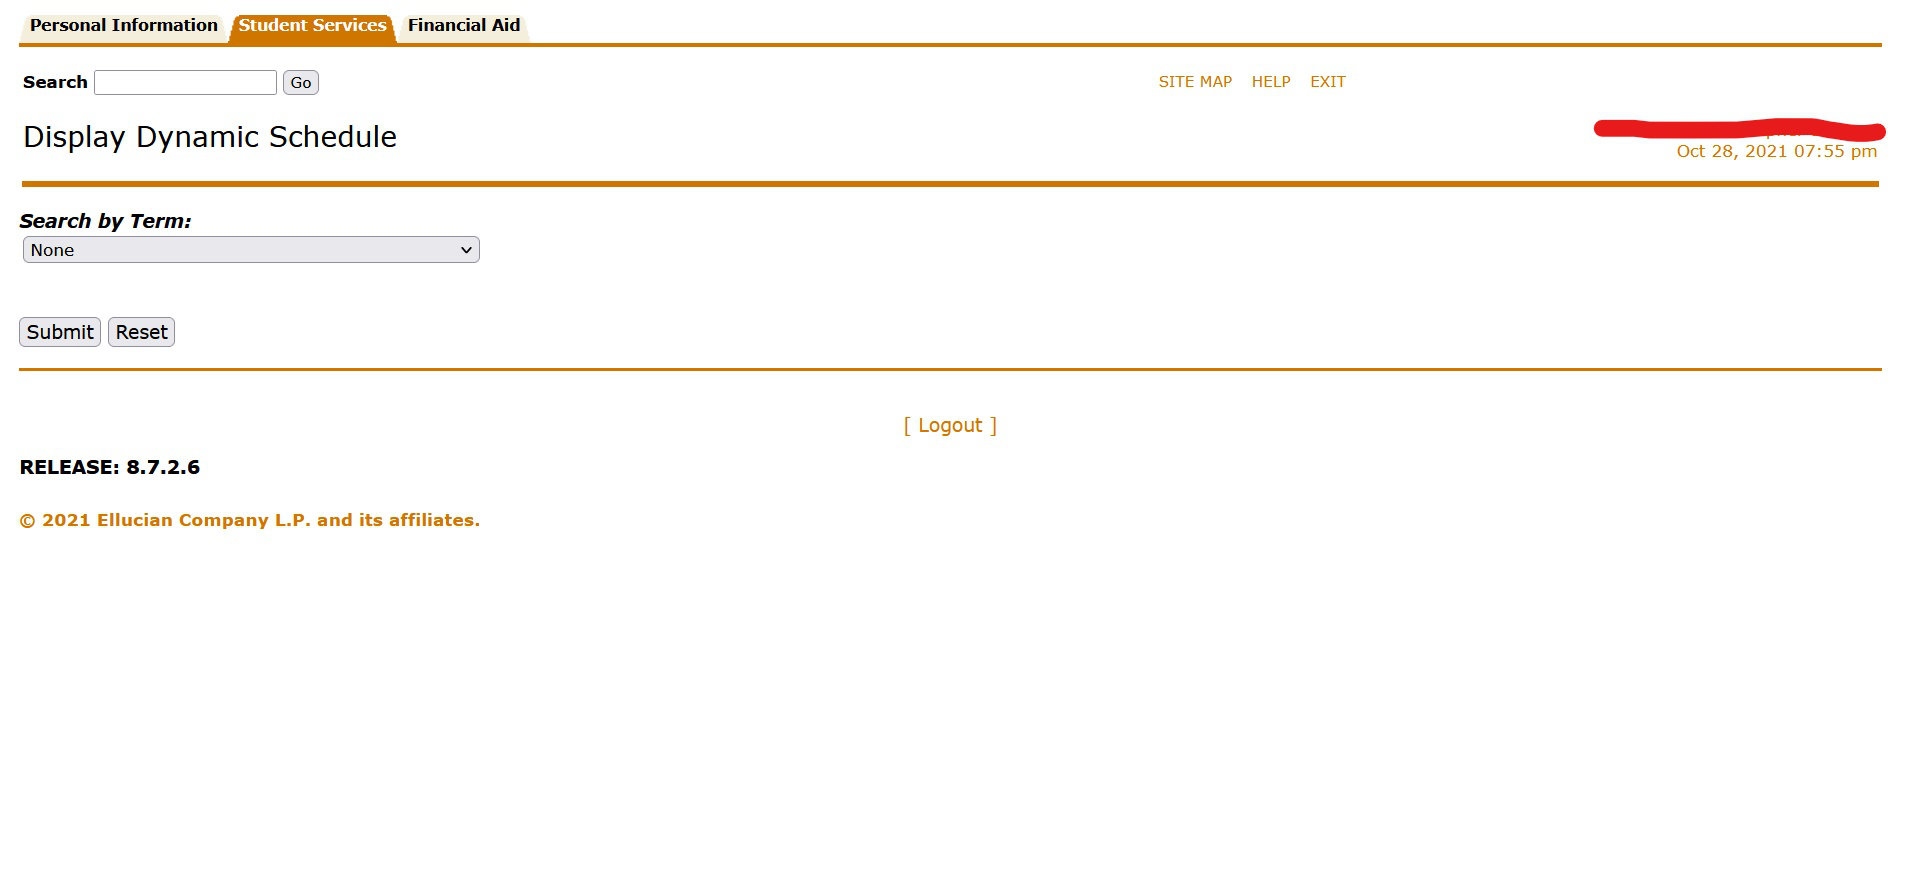 Personal Information Student Services Financial Aid
Search Go SITE MAP HELP EXIT
Display Dynamic Schedule
Oct 28, 2021 07:55 pm
Search by Term:
None
Submit Reset
[ Logout ]
RELEASE: 8.7.2.6
© 2021 Ellucian Company L.P. and its affiliates.